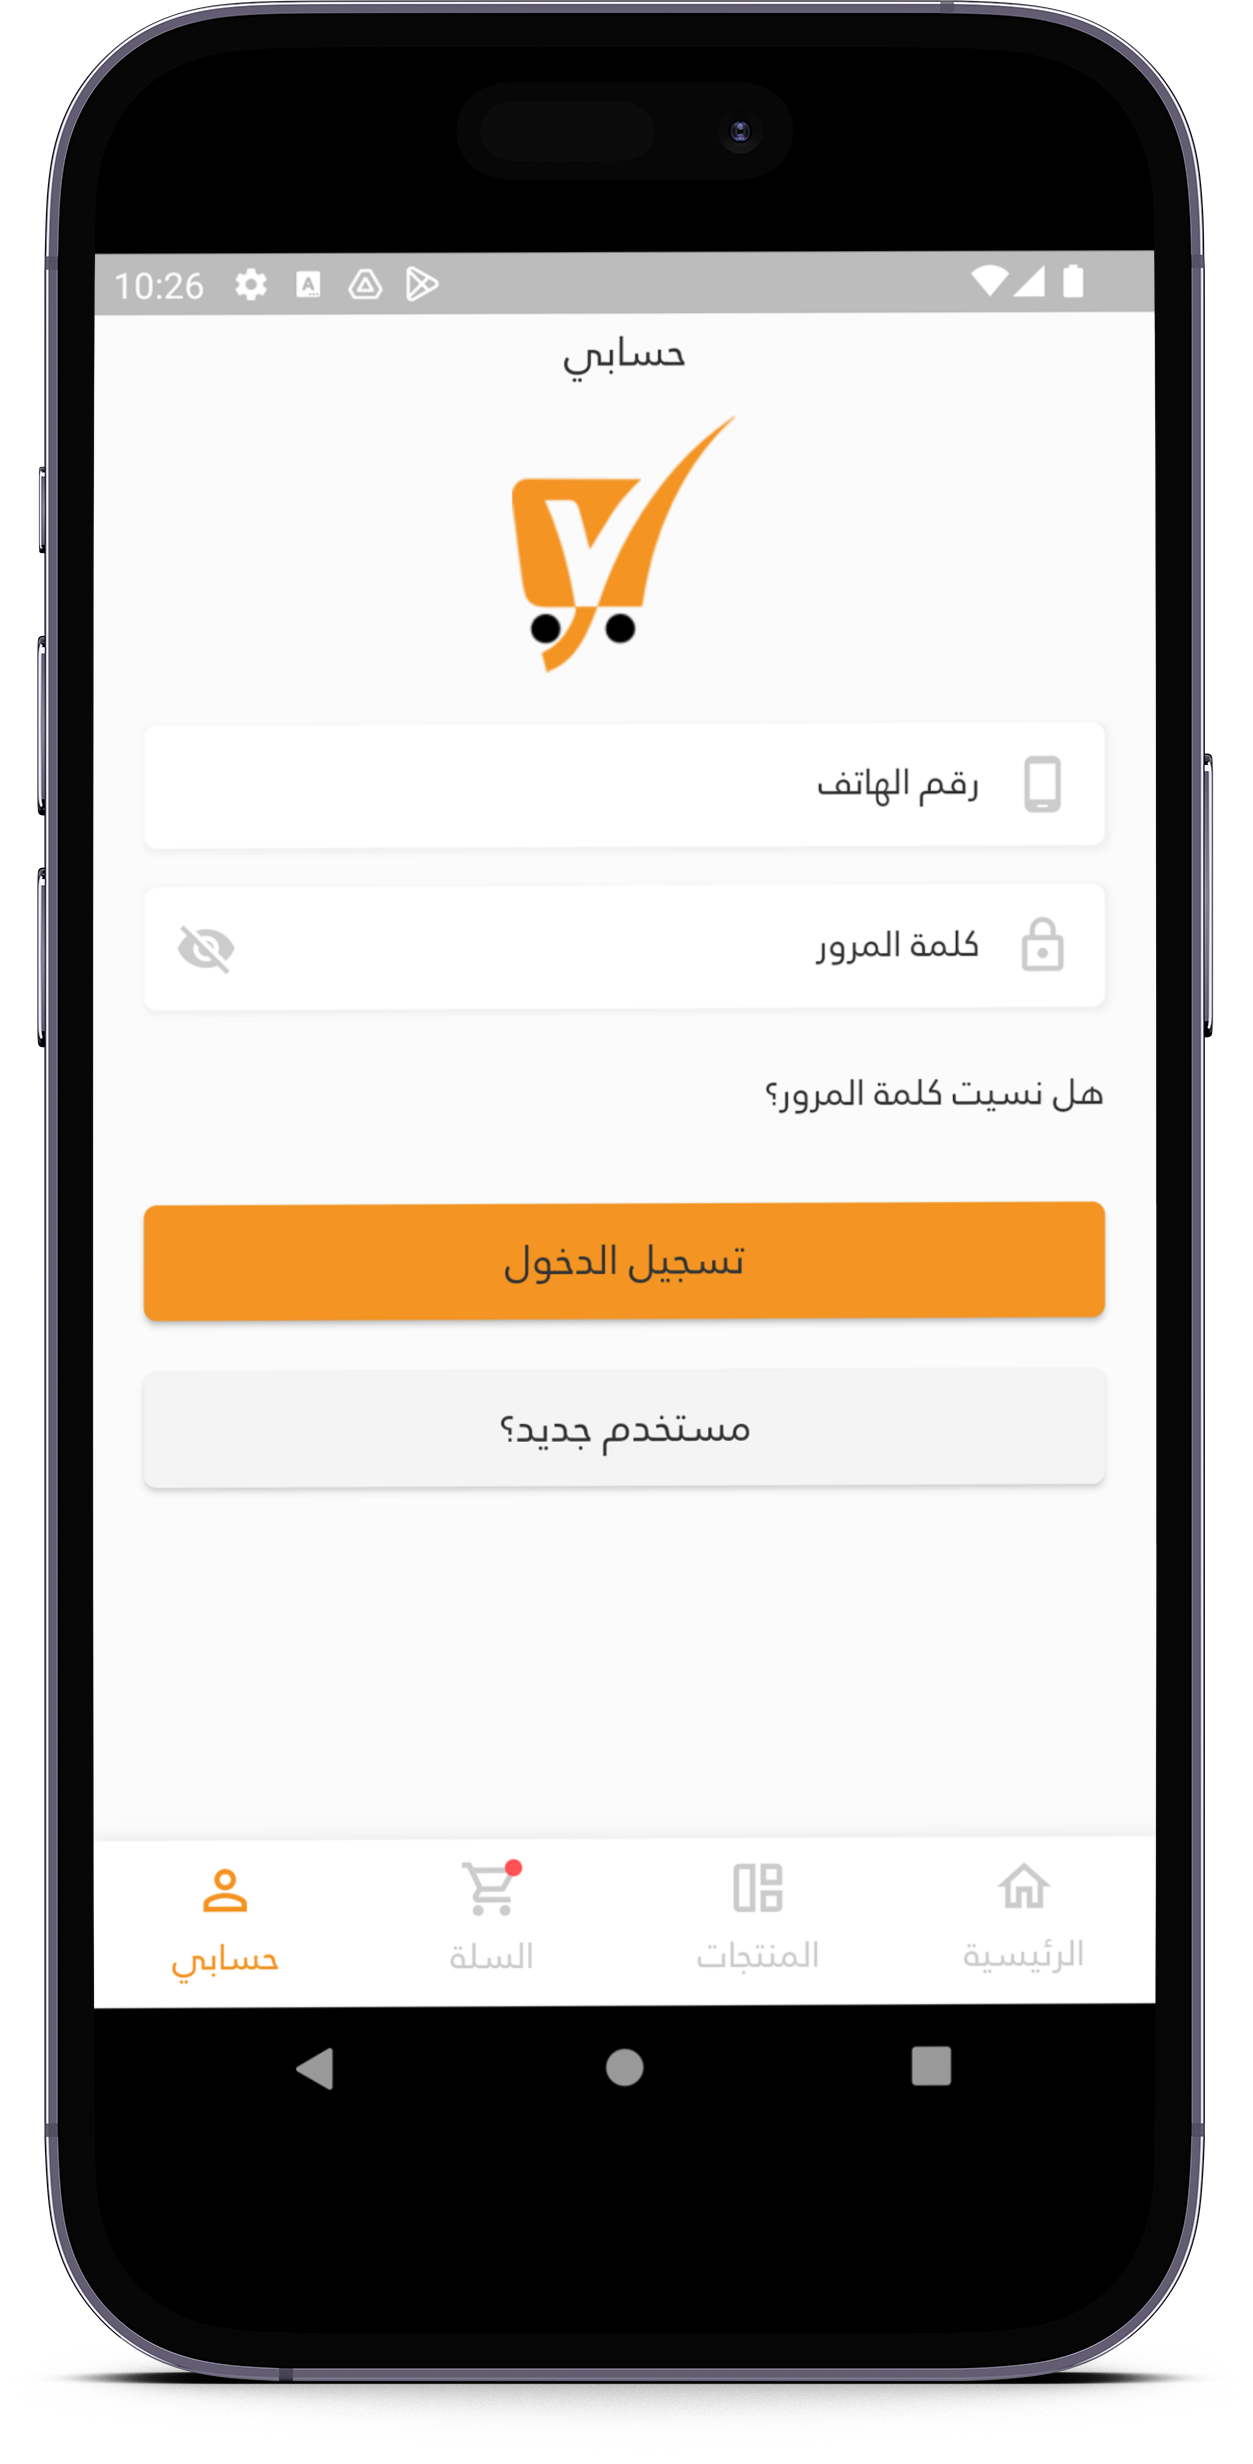 10:26
حسابي
رقم الهاتف
كلمة المرور
هل نسيت كلمة المرور؟
تسجيل الدخول
مستخدم جديد؟
الرئيسية المنتجات السلة حسابي